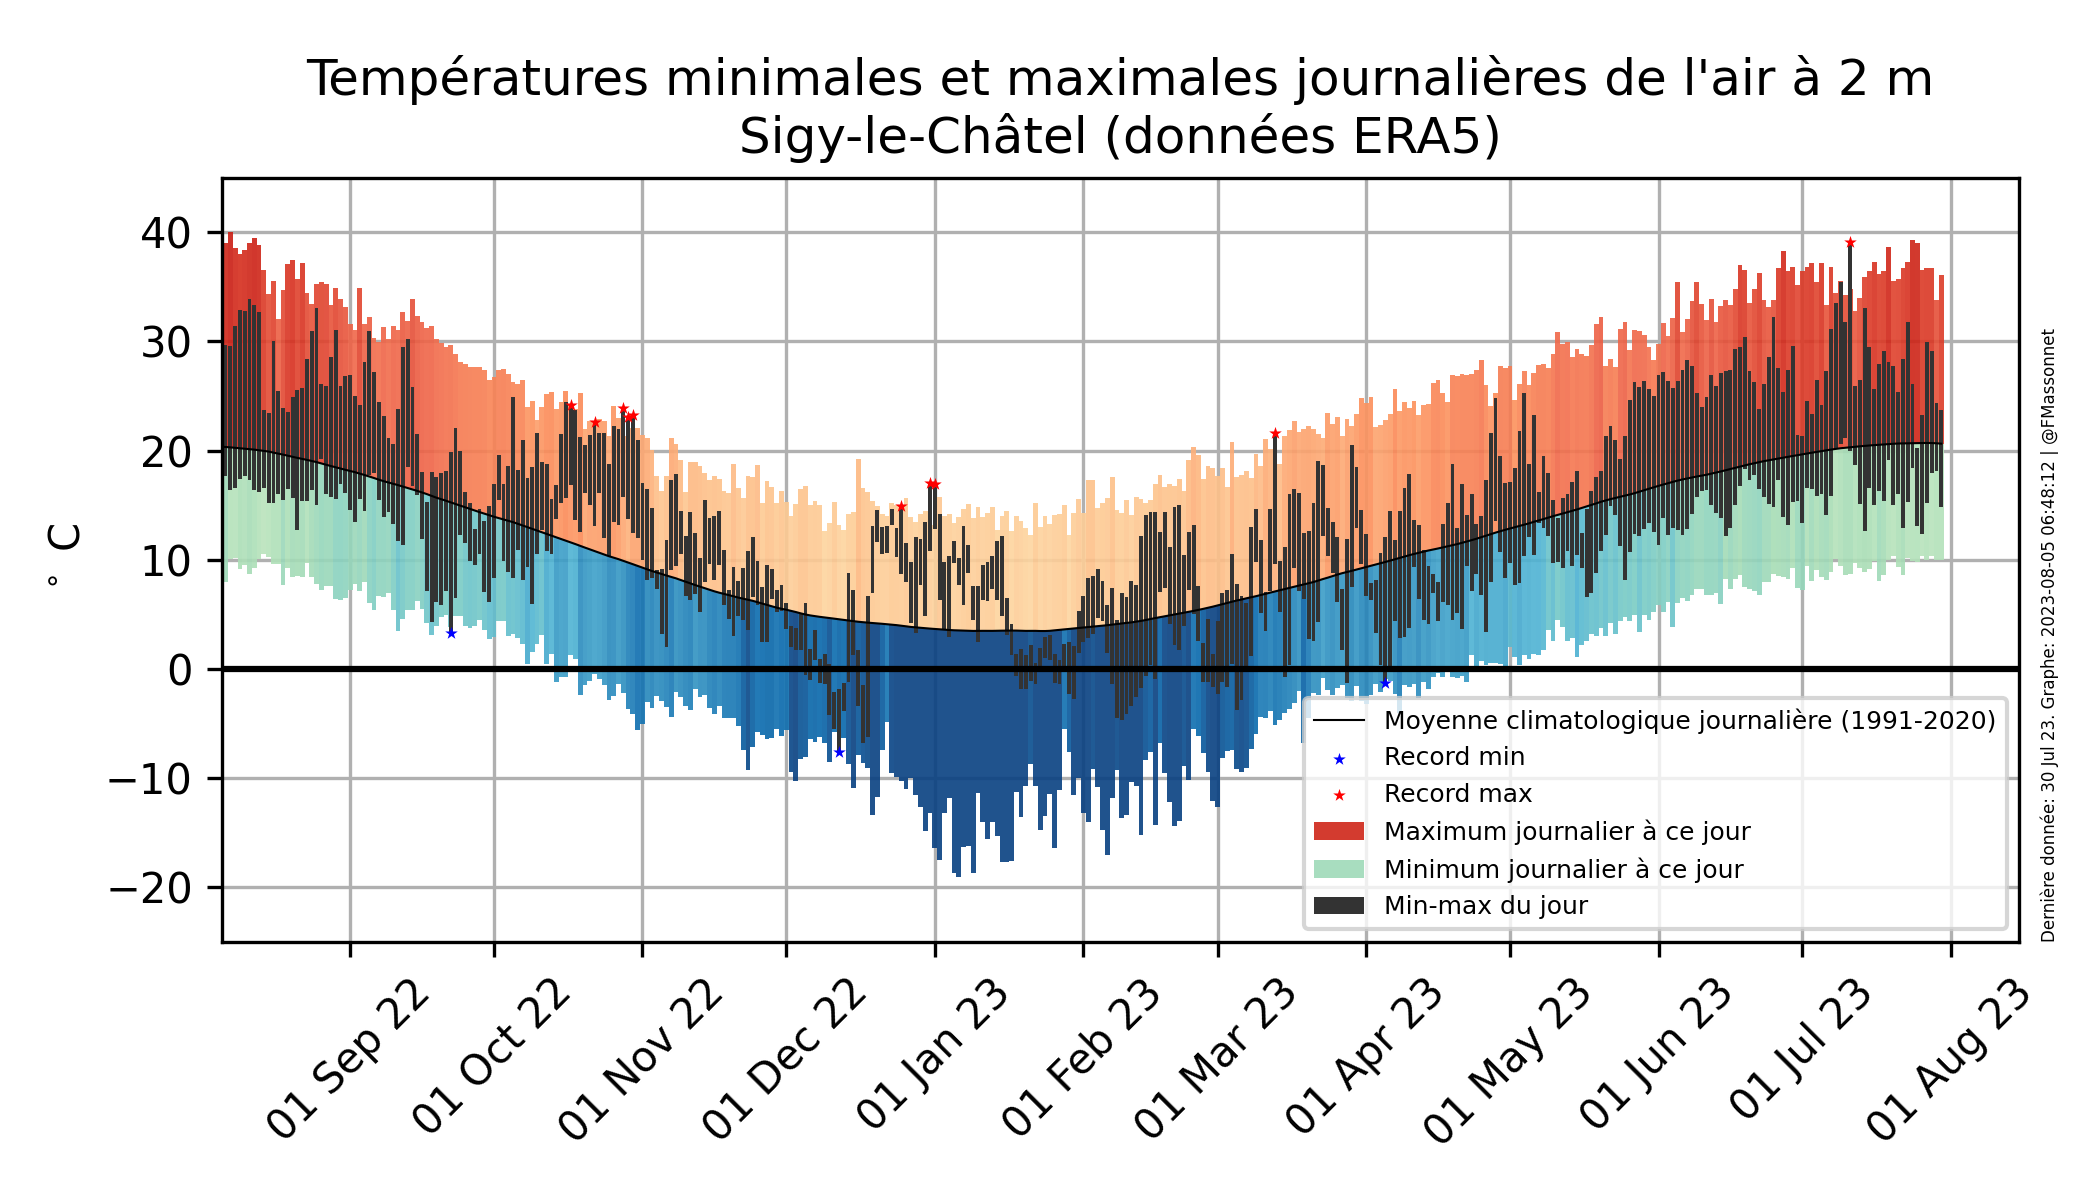 Températures minimales et maximales journalières de l'air à 2 m
Sigy-le-Châtel (données ERA5)
40
30
20
10
0
−10
−20
° C
01 Sep 22
01 Oct 22
01 Nov 22
01 Dec 22
01 Jan 23
01 Feb 23
01 Mar 23
01 Apr 23
01 May 23
01 Jun 23
01 Jul 23
01 Aug 23
Moyenne climatologique journalière (1991-2020)
Record min
Record max
Maximum journalier à ce jour
Minimum journalier à ce jour
Min-max du jour
Dernière donnée: 30 Jul 23. Graphe: 2023-08-05 06:48:12 | @FMassonnet